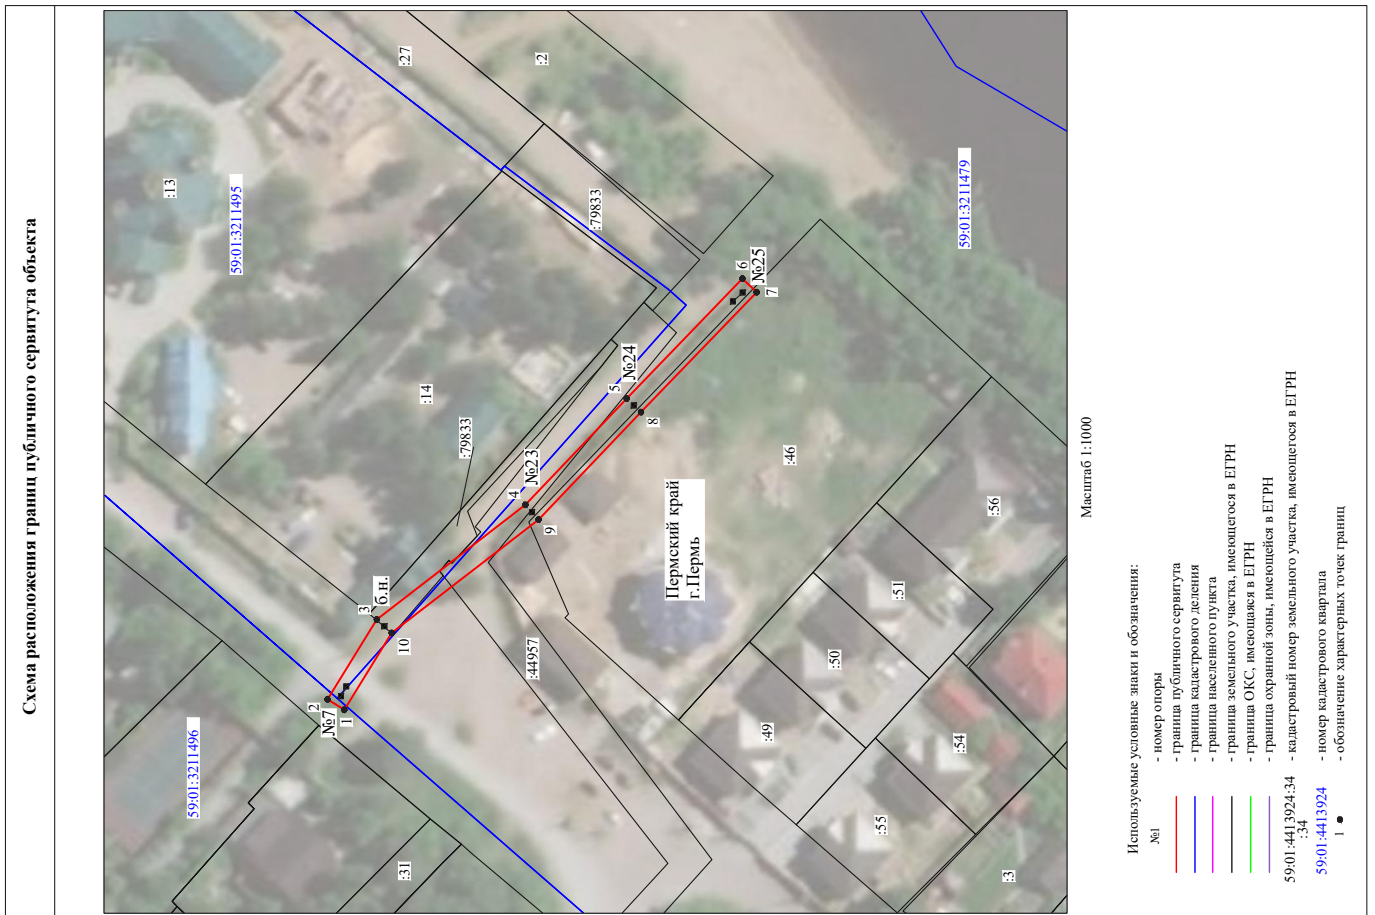 Схема расположения границ публичного сервитута объекта
:27
:2
:13
59:01:3211495
:79833
59:01:3211479
:14
:79833
6
№25
7
5
№24
8
4
№23
9
:46
3
б.н.
10
2
№7
1
:44957
Пермский край
г.Пермь
:56
:51
:50
:49
:54
:55
:3
:31
59:01:3211496
Масштаб 1:1000
Используемые условные знаки и обозначения:
№1 - номер опоры
- граница публичного сервитута
- граница кадастрового деления
- граница населенного пункта
- граница земельного участка, имеющегося в ЕГРН
- граница ОКС, имеющаяся в ЕГРН
- граница охранной зоны, имеющейся в ЕГРН
59:01:4413924:34 - кадастровый номер земельного участка, имеющегося в ЕГРН
:34
59:01:4413924 - номер кадастрового квартала
1 - обозначение характерных точек границ